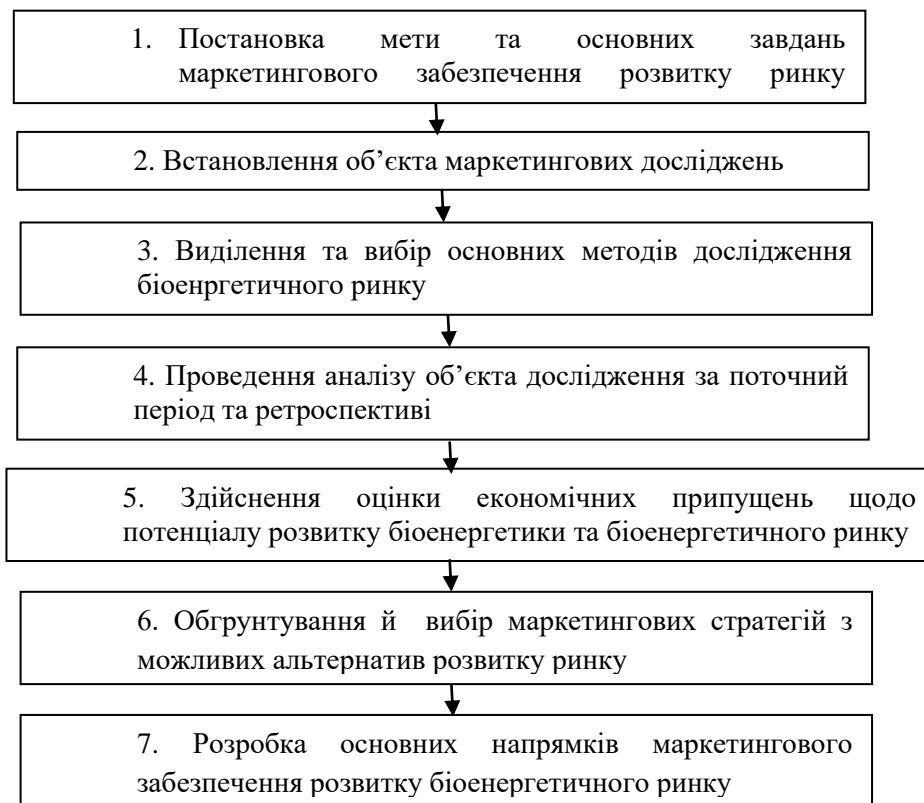 1. Постановка мети та основних завдань
маркетингового забезпечення розвитку ринку
2. Встановлення об’єкта маркетингових досліджень
3. Виділення та вибір основних методів дослідження
біоенргетичного ринку
4. Проведення аналізу об’єкта дослідження за поточний
період та ретроспективі
5. Здійснення оцінки економічних припущень щодо
потенціалу розвитку біоенергетики та біоенергетичного ринку
6. Обгрунтування й вибір маркетингових стратегій з
можливих альтернатив розвитку ринку
7. Розробка основних напрямків маркетингового
забезпечення розвитку біоенергетичного ринку